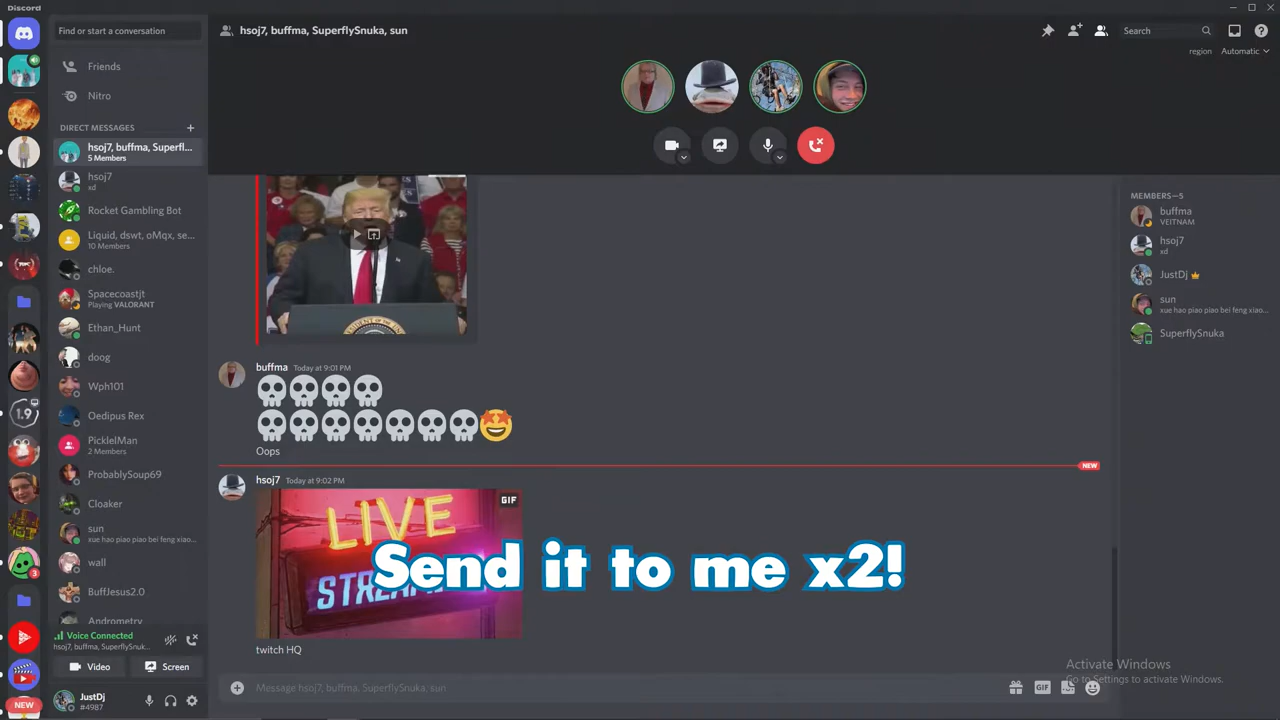 Discord
Find or start a conversation
Friends
Nitro
DIRECT MESSAGES
hsoj7, buffma, Superfl...
5 Members
hsoj7
xd
Rocket Gambling Bot
Liquid, dswt, oMqx, se...
10 Members
chloe.
Spacecoastjt
Playing VALORANT
Ethan_Hunt
doog
Wph101
Oedipus Rex
PicklelMan
2 Members
ProbablySoup69
Cloaker
sun
xue hao piao piao bei feng xiao...
wall
BuffJesus2.0
Andrometry
1.9
3
NEW
Voice Connected
hsoj7, buffma, SuperflySnuk...
Video
Screen
JustDj
#4987
hsoj7, buffma, SuperflySnuka, sun
Search
region
Automatic
buffma Today at 9:01 PM
Oops
NEW
hsoj7 Today at 9:02 PM
GIF
LIVE
Send it to me x2!
twitch HQ
Message hsoj7, buffma, SuperflySnuka, sun
GIF
MEMBERS—5
buffma
VEITNAM
hsoj7
xd
JustDj
sun
xue hao piao piao bei feng xiao...
SuperflySnuka
Activate Windows
Go to Settings to activate Windows.